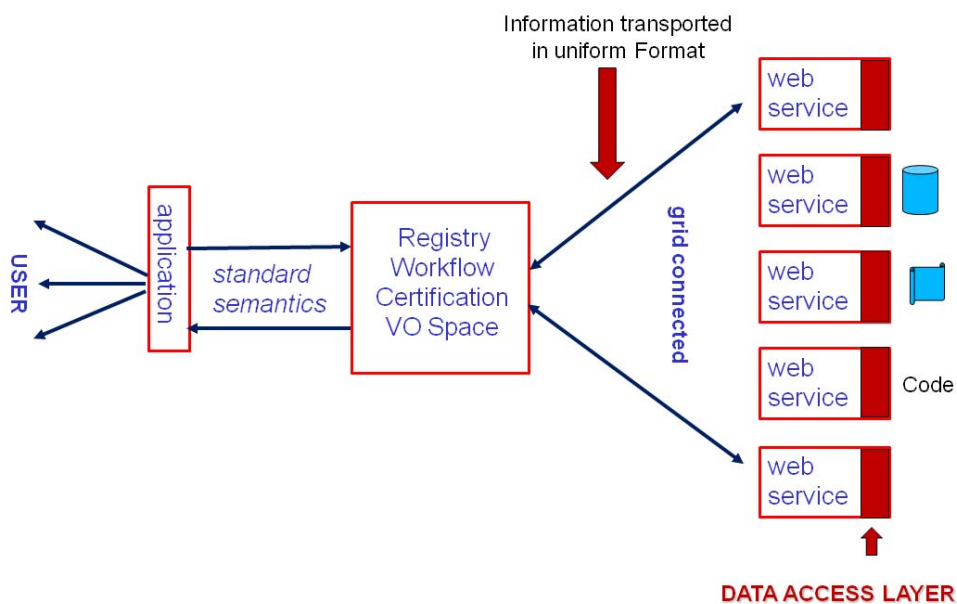 Information transported
in uniform Format
USER
application
standard
semantics
Registry
Workflow
Certification
VO Space
grid connected
web
service
web
service
web
service
web
service
Code
web
service
DATA ACCESS LAYER